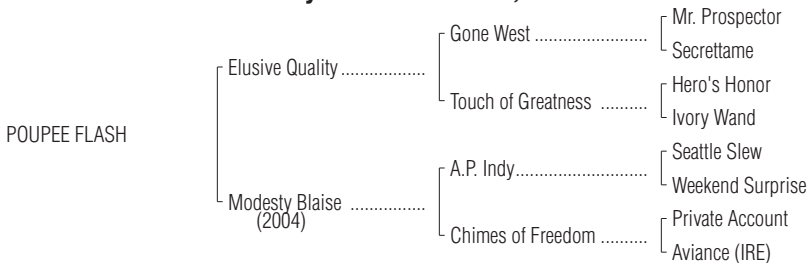 Mr. Prospector
Gone West ....................
Secrettame
Elusive Quality ..................
Hero's Honor
Touch of Greatness ..........
Ivory Wand
POUPEE FLASH
Seattle Slew
A.P. Indy.......................
Weekend Surprise
Modesty Blaise ................
(2004)
Private Account
Chimes of Freedom ..........
Aviance (IRE)